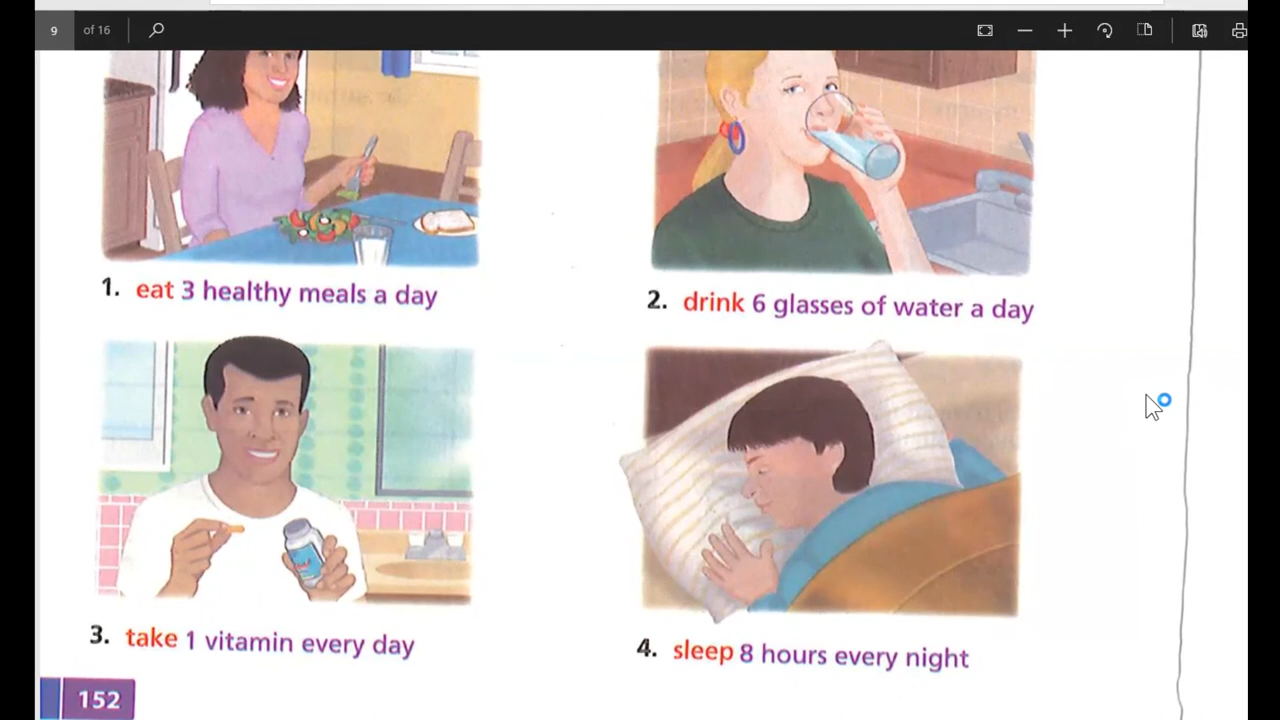 9 of 16
1. eat 3 healthy meals a day
2. drink 6 glasses of water a day
3. take 1 vitamin every day
4. sleep 8 hours every night
152